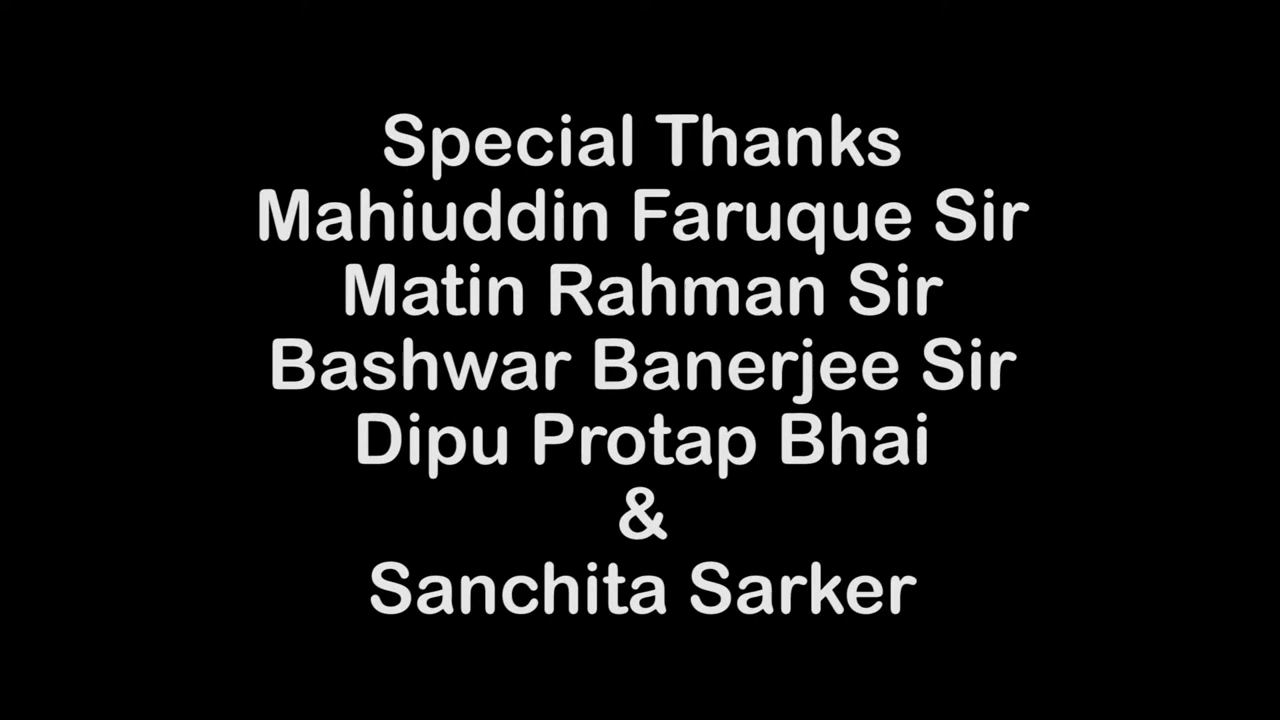 Special Thanks
Mahiuddin Faruque Sir
Matin Rahman Sir
Bashwar Banerjee Sir
Dipu Protap Bhai
&
Sanchita Sarker